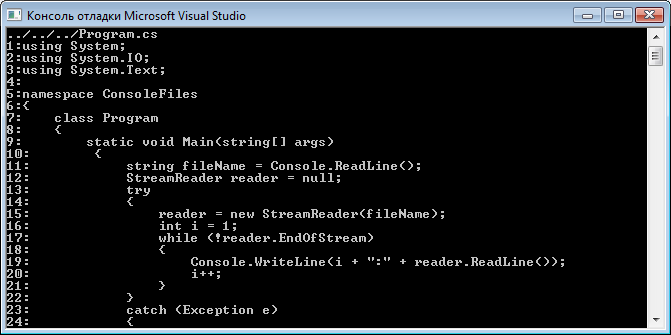 Консоль отладки Microsoft Visual Studio
../../../Program.cs
1:using System;
2:using System.IO;
3:using System.Text;
4:
5:namespace ConsoleFiles
6:{
7:    class Program
8:    {
9:        static void Main(string[] args)
10:        {
11:            string fileName = Console.ReadLine();
12:            StreamReader reader = null;
13:            try
14:            {
15:                reader = new StreamReader(fileName);
16:                int i = 1;
17:                while (!reader.EndOfStream)
18:                {
19:                    Console.WriteLine(i + ":" + reader.ReadLine());
20:                    i++;
21:                }
22:            }
23:            catch (Exception e)
24:            {